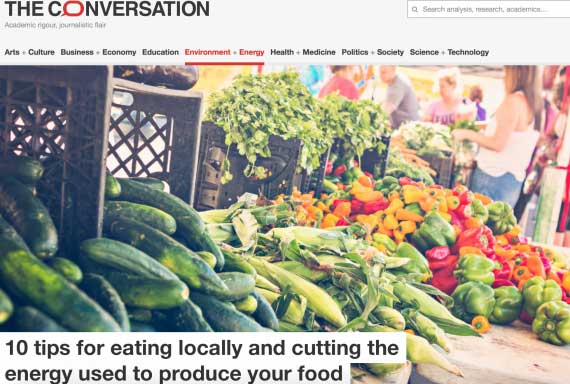 THE CONVERSATION
Academic rigour, journalistic flair
Search analysis, research, academics....
Arts + Culture Business + Economy Education Environment + Energy Health + Medicine Politics + Society Science + Technology
10 tips for eating locally and cutting the
energy used to produce your food